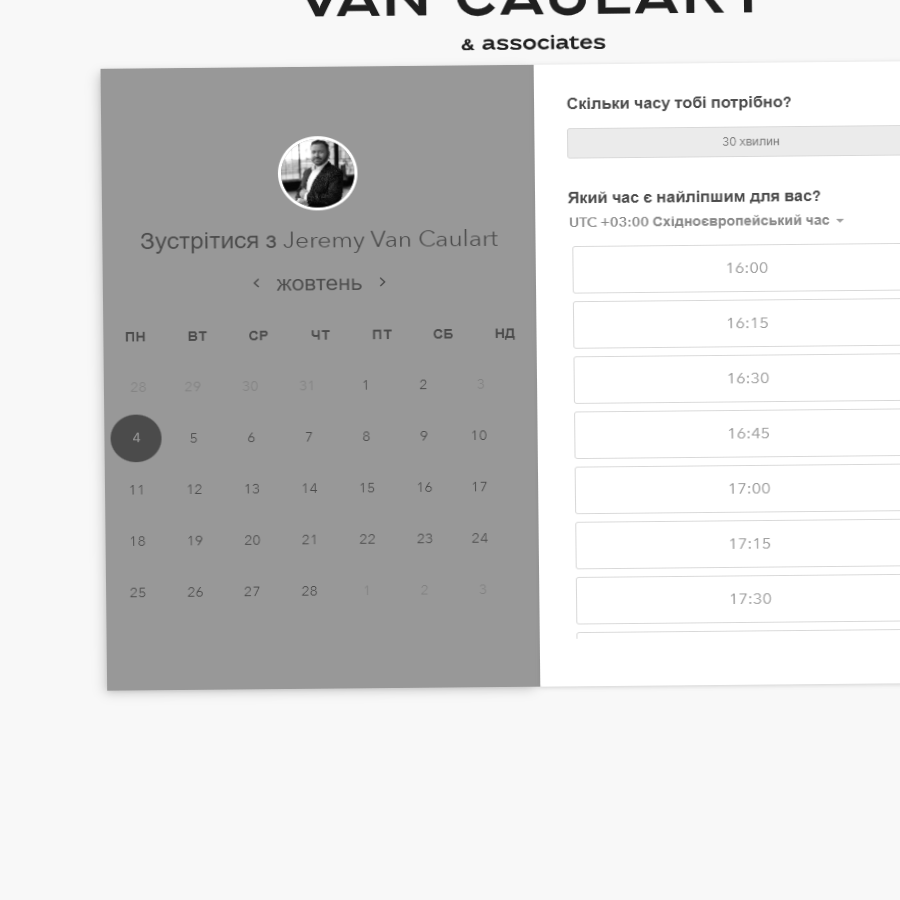 VAN CAULART
& associates
Зустрітися з Jeremy Van Caulart
жовтень
ПН ВТ СР ЧТ ПТ СБ НД
28 29 30 31 1 2 3
4 5 6 7 8 9 10
11 12 13 14 15 16 17
18 19 20 21 22 23 24
25 26 27 28 1 2 3
Скільки часу тобі потрібно?
30 хвилин
Який час є найліпшим для вас?
UTC +03:00 Східноєвропейський час
16:00
16:15
16:30
16:45
17:00
17:15
17:30